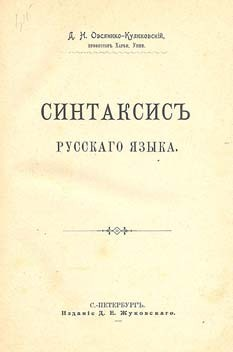 Д. Н. Овсянико-Куликовскій,
профессоръ Харьк. Унив.
СИНТАКСИСЪ
РУССКАГО ЯЗЫКА.
С.-ПЕТЕРБУРГЪ.
Изданіе Д. Е. Жуковскаго.